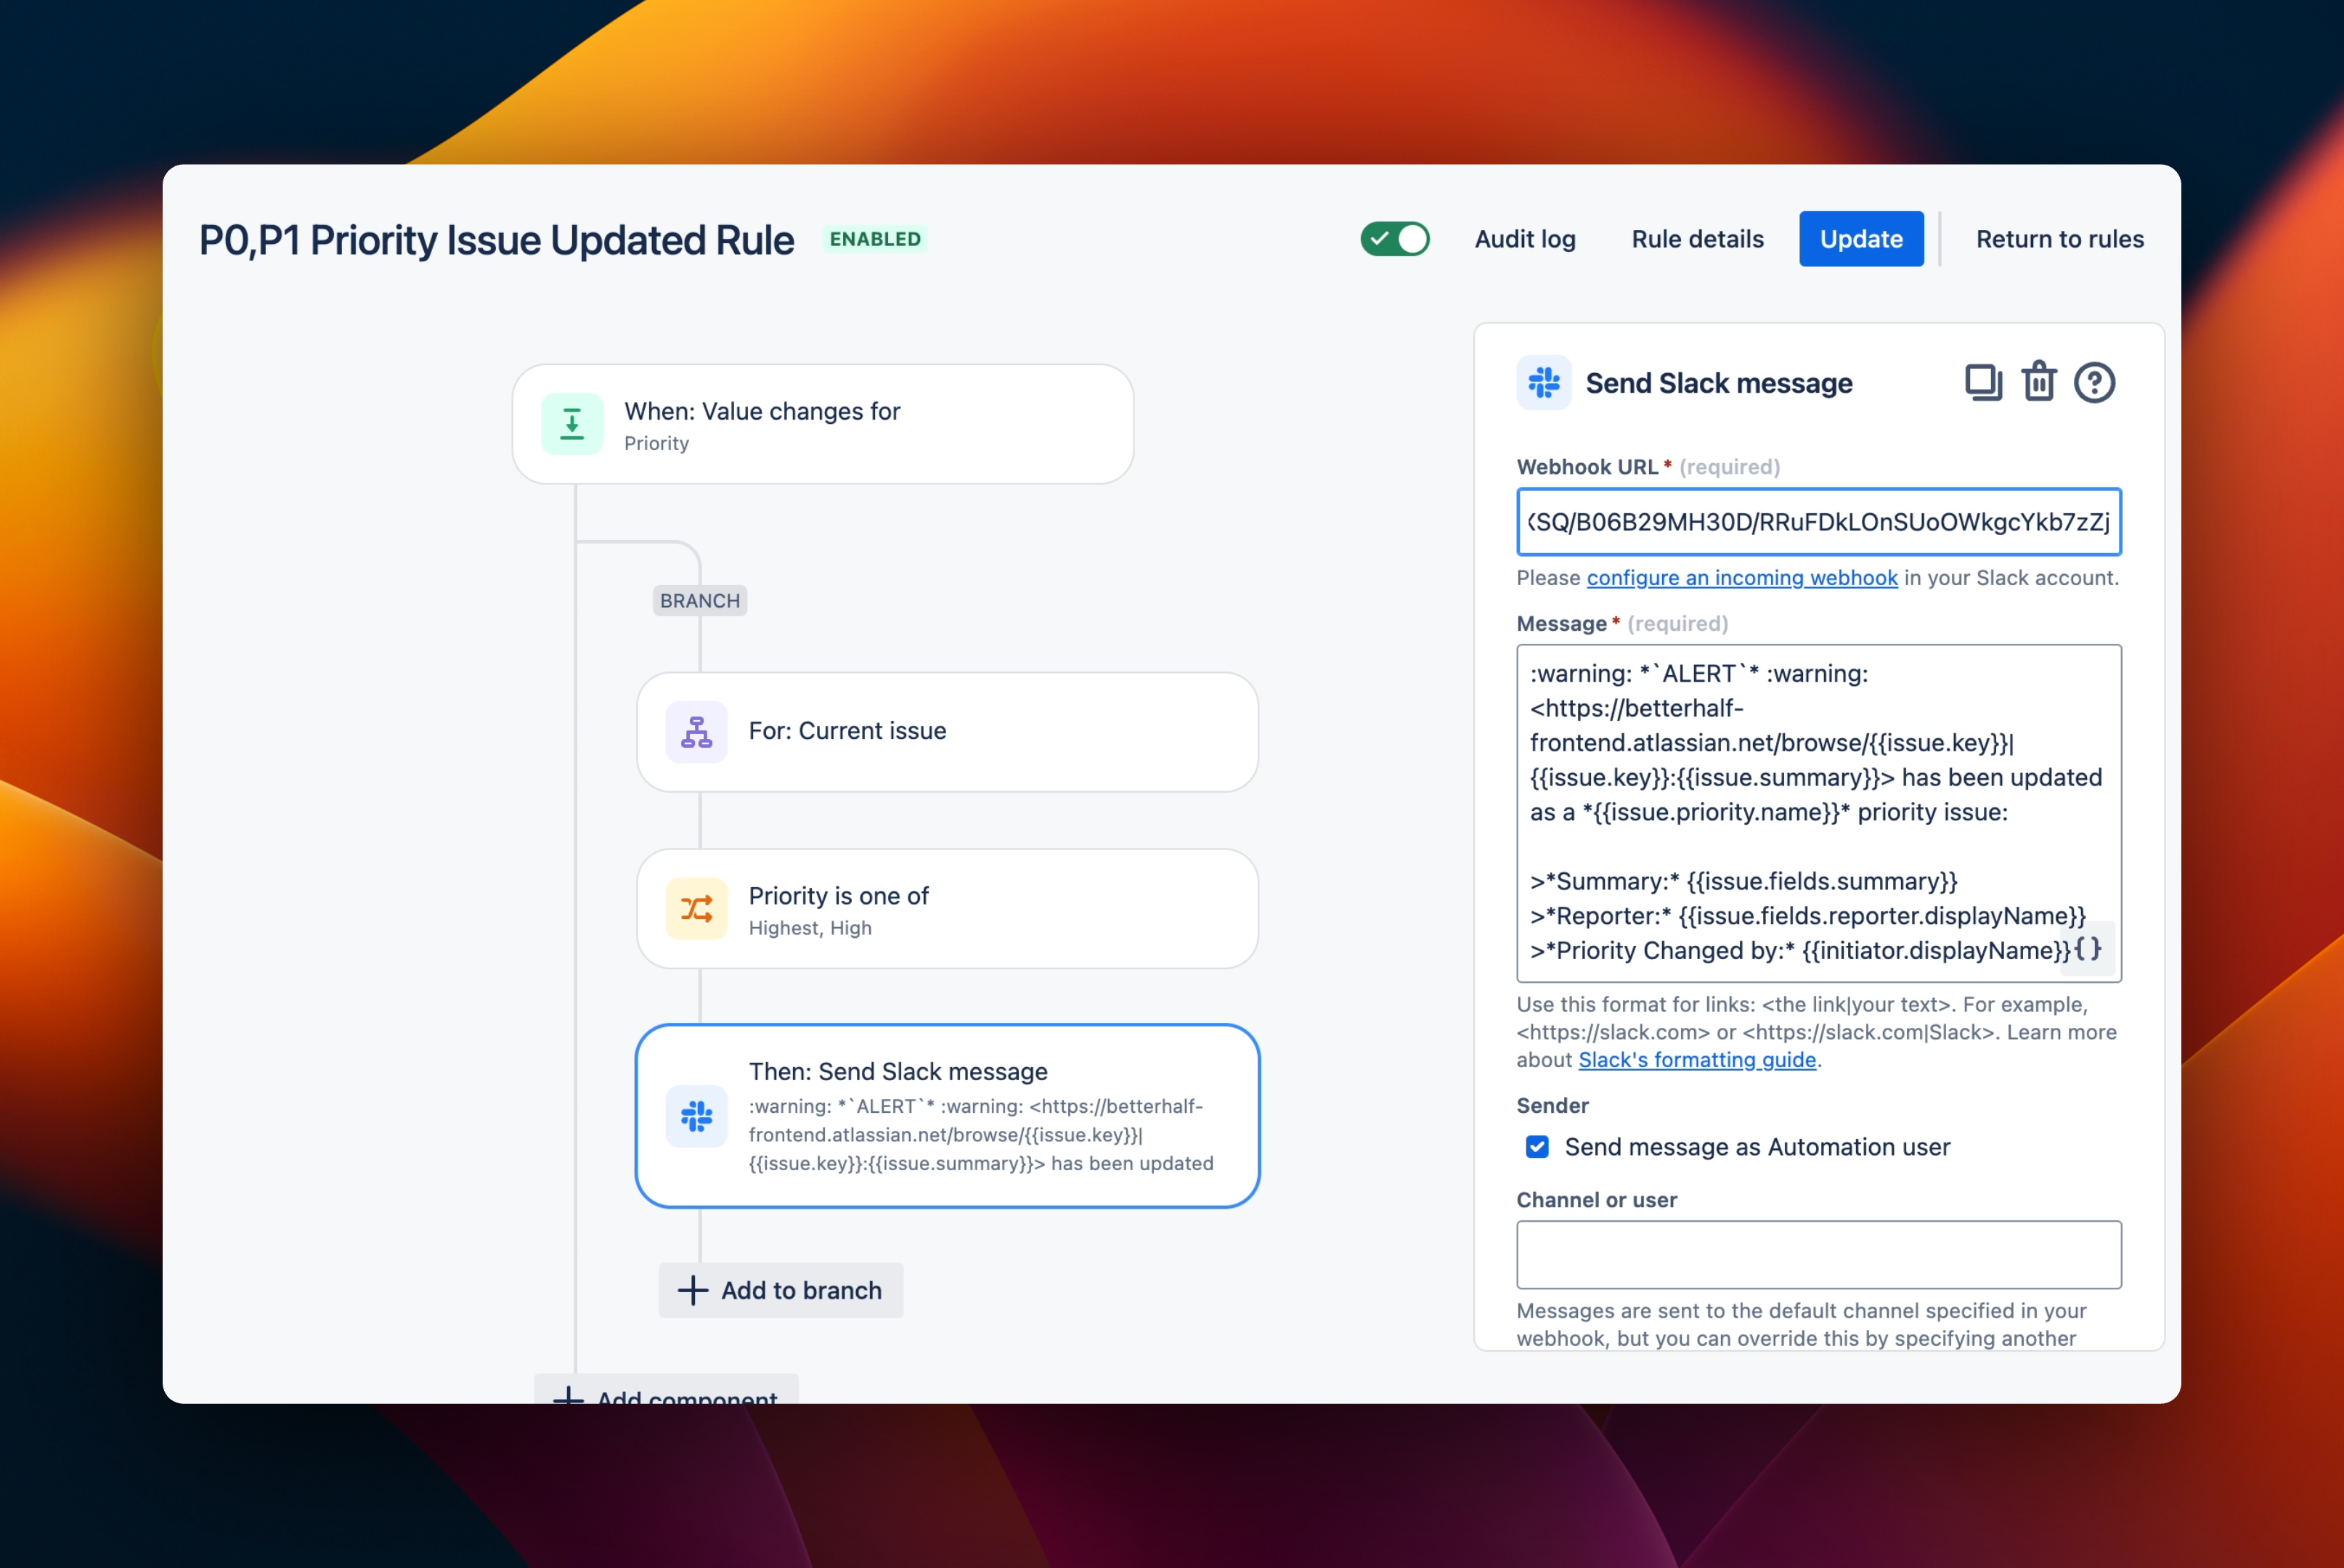 P0,P1 Priority Issue Updated Rule ENABLED Audit log Rule details Update Return to rules
When: Value changes for
Priority
BRANCH
For: Current issue
Priority is one of
Highest, High
Then: Send Slack message
:warning: *`ALERT`* :warning: <https://betterhalf-
frontend.atlassian.net/browse/{{issue.key}}|
{{issue.key}}:{{issue.summary}}> has been updated
Add to branch
Add component
Send Slack message
Webhook URL* (required)
XSQ/B06B29MH30D/RRuFDkLOnSUoOWkgcYkb7zZj
Please configure an incoming webhook in your Slack account.
Message* (required)
:warning: *`ALERT`* :warning:
<https://betterhalf-
frontend.atlassian.net/browse/{{issue.key}}|
{{issue.key}}:{{issue.summary}}> has been updated
as a *{{issue.priority.name}}* priority issue:
>*Summary:* {{issue.fields.summary}}
>*Reporter:* {{issue.fields.reporter.displayName}}
>*Priority Changed by:* {{initiator.displayName}}
{}
Use this format for links: <the link|your text>. For example,
<https://slack.com> or <https://slack.com|Slack>. Learn more
about Slack's formatting guide.
Sender
Send message as Automation user
Channel or user
Messages are sent to the default channel specified in your
webhook, but you can override this by specifying another